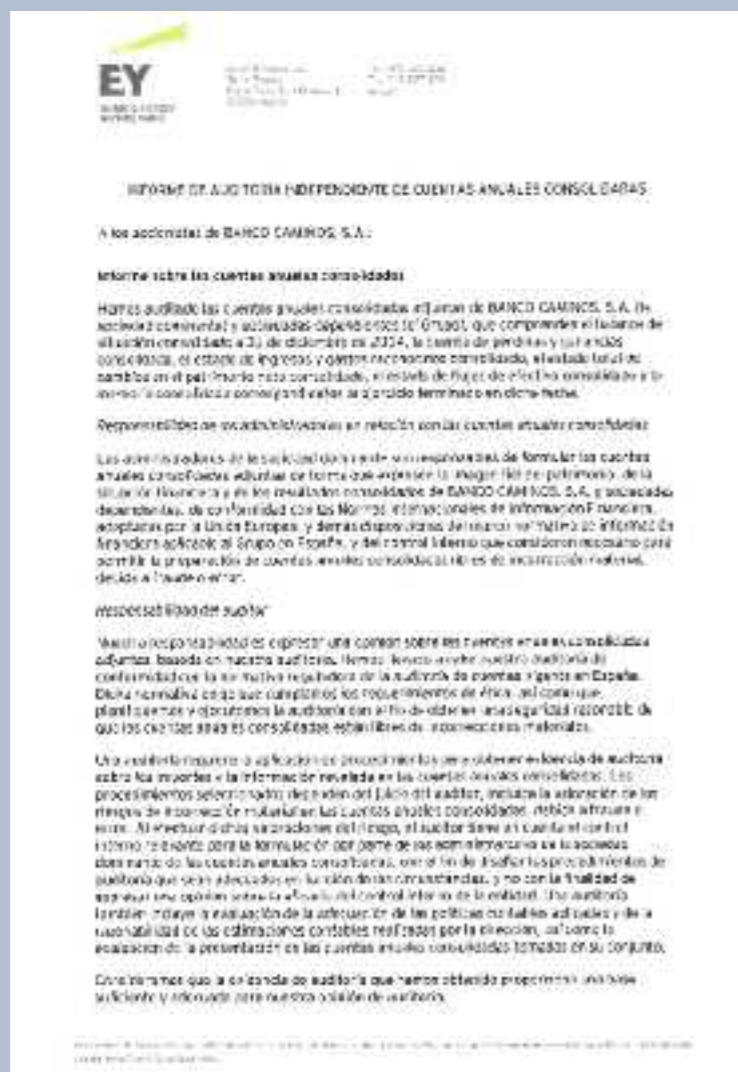 EY
INFORME DE AUDITORÍA INDEPENDIENTE DE CUENTAS ANUALES CONSOLIDADAS
A los accionistas de BANCO CAMINOS, S.A.:
Informe sobre las cuentas anuales consolidadas
Hemos auditado las cuentas anuales consolidadas adjuntas de BANCO CAMINOS, S.A. (la
sociedad dominante) y sociedades dependientes (el Grupo), que comprenden el balance de
situación consolidado a 31 de diciembre de 2014, la cuenta de pérdidas y ganancias
consolidada, el estado de ingresos y gastos reconocidos consolidado, el estado total de
cambios en el patrimonio neto consolidado, el estado de flujos de efectivo consolidado y la
memoria consolidada correspondientes al ejercicio terminado en dicha fecha.
Responsabilidad de los administradores en relación con las cuentas anuales consolidadas
Los administradores de la sociedad dominante son responsables de formular las cuentas
anuales consolidadas adjuntas de forma que expresen la imagen fiel del patrimonio, de la
situación financiera y de los resultados consolidados de BANCO CAMINOS, S.A. y sociedades
dependientes, de conformidad con las Normas Internacionales de Información Financiera,
adoptadas por la Unión Europea, y demás disposiciones del marco normativo de información
financiera aplicable al Grupo en España, y del control interno que consideren necesario para
permitir la preparación de cuentas anuales consolidadas libres de incorrección material,
debida a fraude o error.
Responsabilidad del auditor
Nuestra responsabilidad es expresar una opinión sobre las cuentas anuales consolidadas
adjuntas basada en nuestra auditoría. Hemos llevado a cabo nuestra auditoría de
conformidad con la normativa reguladora de la auditoría de cuentas vigente en España.
Dicha normativa exige que cumplamos los requerimientos de ética, así como que
planifiquemos y ejecutemos la auditoría con el fin de obtener una seguridad razonable de
que las cuentas anuales consolidadas están libres de incorrecciones materiales.
Una auditoría requiere la aplicación de procedimientos para obtener evidencia de auditoría
sobre los importes y la información revelada en las cuentas anuales consolidadas. Los
procedimientos seleccionados dependen del juicio del auditor, incluida la valoración de los
riesgos de incorrección material en las cuentas anuales consolidadas, debida a fraude o
error. Al efectuar dichas valoraciones del riesgo, el auditor tiene en cuenta el control
interno relevante para la formulación por parte de los administradores de la sociedad
dominante de las cuentas anuales consolidadas, con el fin de diseñar los procedimientos de
auditoría que sean adecuados en función de las circunstancias, y no con la finalidad de
expresar una opinión sobre la eficacia del control interno de la entidad. Una auditoría
también incluye la evaluación de la adecuación de las políticas contables aplicadas y de la
razonabilidad de las estimaciones contables realizadas por la dirección, así como la
evaluación de la presentación de las cuentas anuales consolidadas tomadas en su conjunto.
Consideramos que la evidencia de auditoría que hemos obtenido proporciona una base
suficiente y adecuada para nuestra opinión de auditoría.